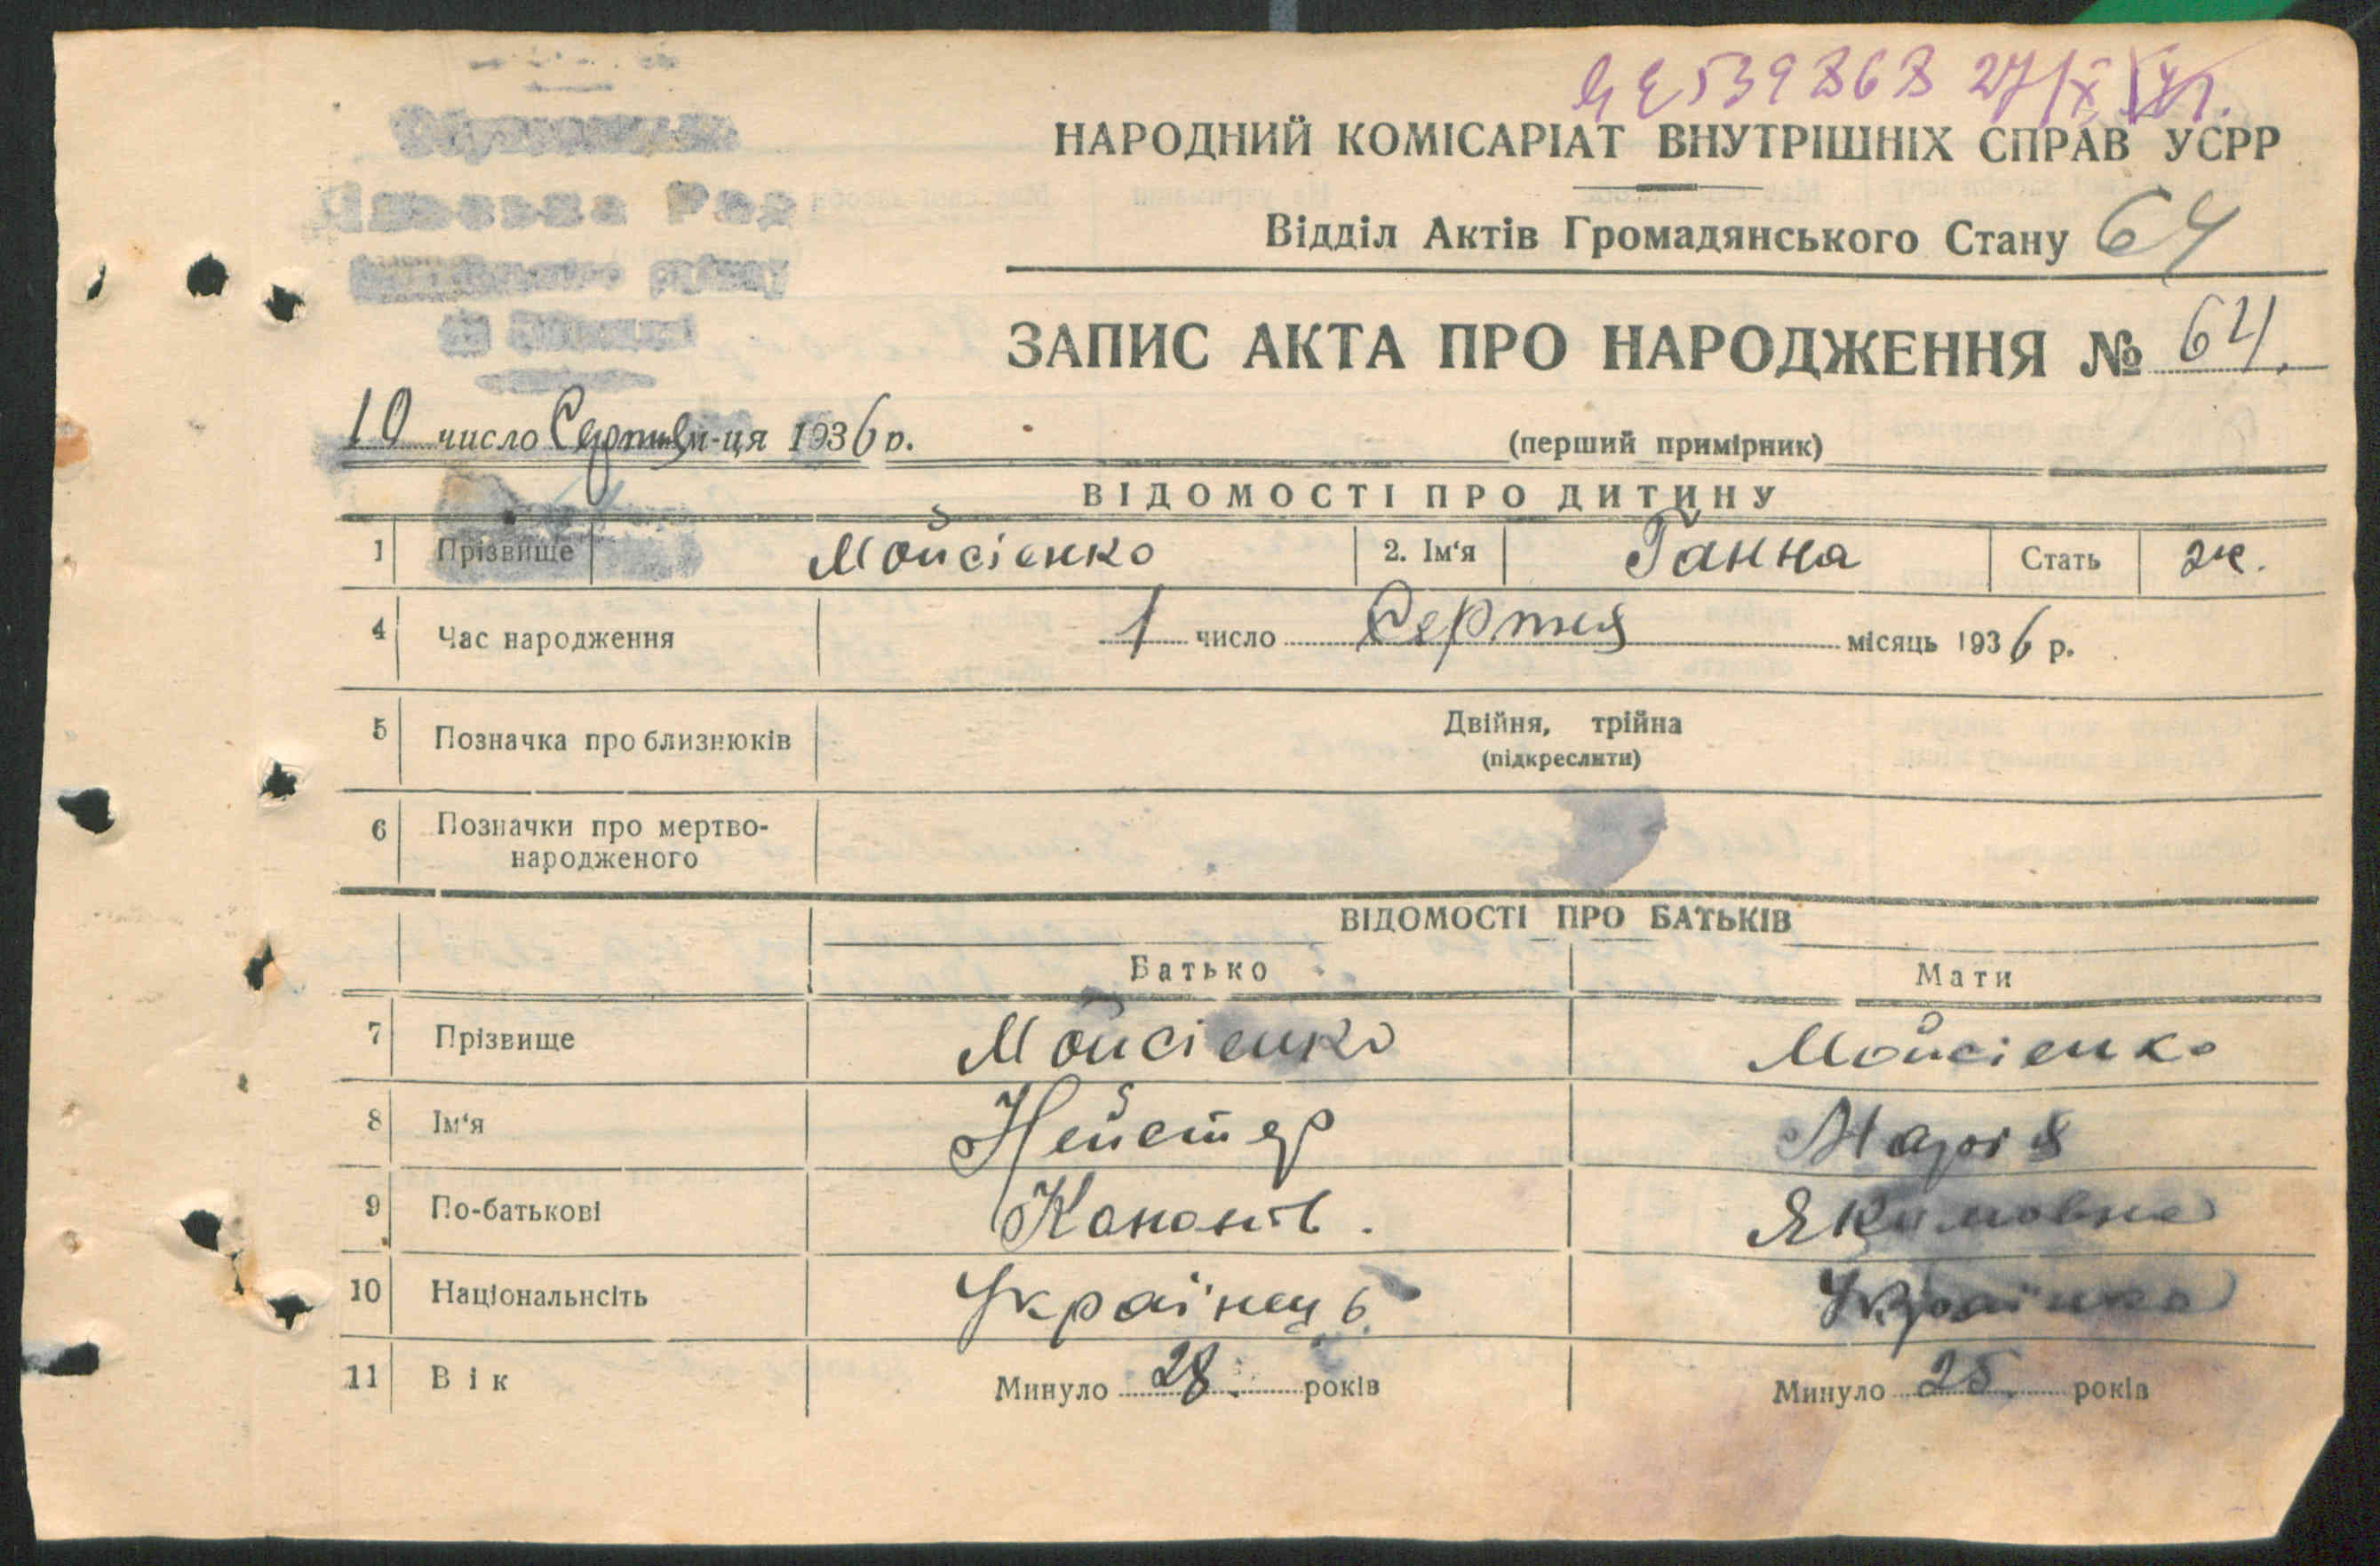 539868 27/X
НАРОДНИЙ КОМІСАРІАТ ВНУТРІШНІХ СПРАВ УСРР
Відділ Актів Громадянського Стану 64
ЗАПИС АКТА ПРО НАРОДЖЕННЯ № 64.
10 число Серпня м-ця 1936 р.
(перший примірник)
ВІДОМОСТІ ПРО ДИТИНУ
1 Прізвище Мойсієнко 2. Ім'я Ганна Стать ж.
4 Час народження 1 число Серпня місяць 1936 р.
5 Позначка про близнюків Двійня, трійна
(підкреслити)
6 Позначки про мертво-
народженого
ВІДОМОСТІ ПРО БАТЬКІВ
Батько Мати
7 Прізвище Мойсієнко Мойсієнко
8 Ім'я Нейстер Марія
9 По-батькові Кононів. Якимовна
10 Національнсіть Українець Українка
11 Вік Минуло 28. років Минуло 25. років